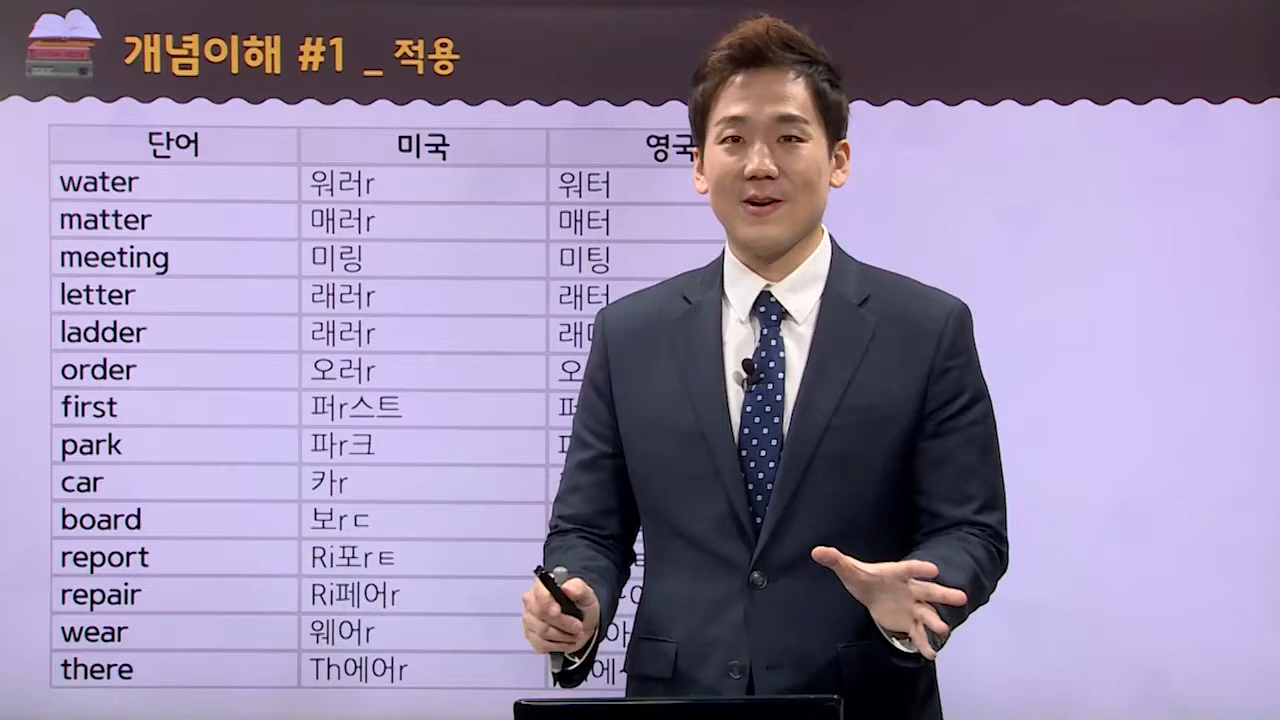 개념이해 #1 _ 적용
단어 미국 영국
water 워러r 워터
matter 매러r 매터
meeting 미링 미팅
letter 래러r 래터
ladder 래러r
order 오러r
first 퍼r스트
park 파r크
car 카r
board 보rㄷ
report Ri포rㅌ
repair Ri페어r
wear 웨어r
there Th에어r